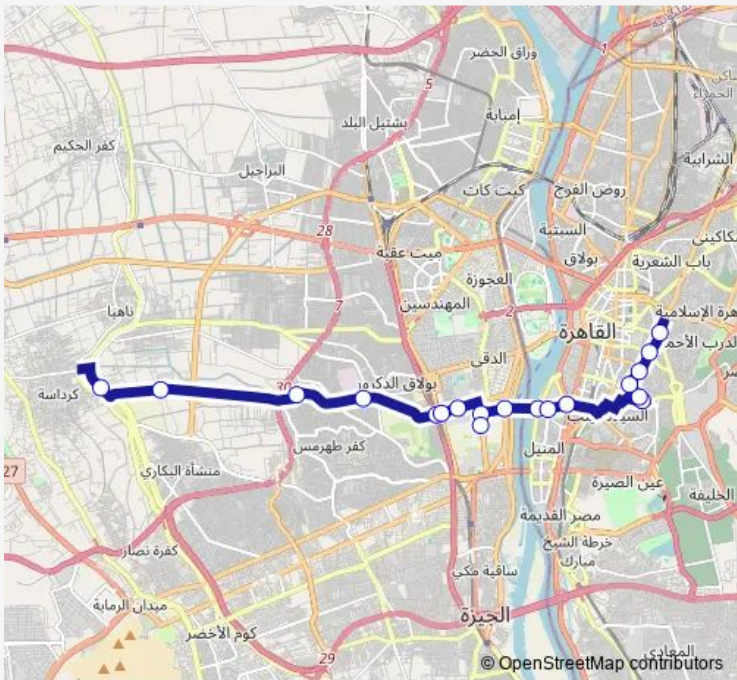 وراق الحضر
1
5
إمبابة
بشتيل البلد
كفر الحكيم
الشرابية
البراجيل
كيت كات
روض الفرج
السبتية
28
ميت عقبة
بولاق
باب الشعرية
العجوزة
7
المهندسين
2
ناهيا
القاهرة
الدقي
بولاق الدكرور
30
كرداسة
كفر طهرمس
المنيل
منشأة البكاري
27
عين الصيرة
الخليفة
مصر القديمة
خرطة الشيخ
مبارك
كفرة نصار
ساقية مكي
ميدان الرماية
الجيزة
كوم الأخضر
29
المعادي
© OpenStreetMap contributors